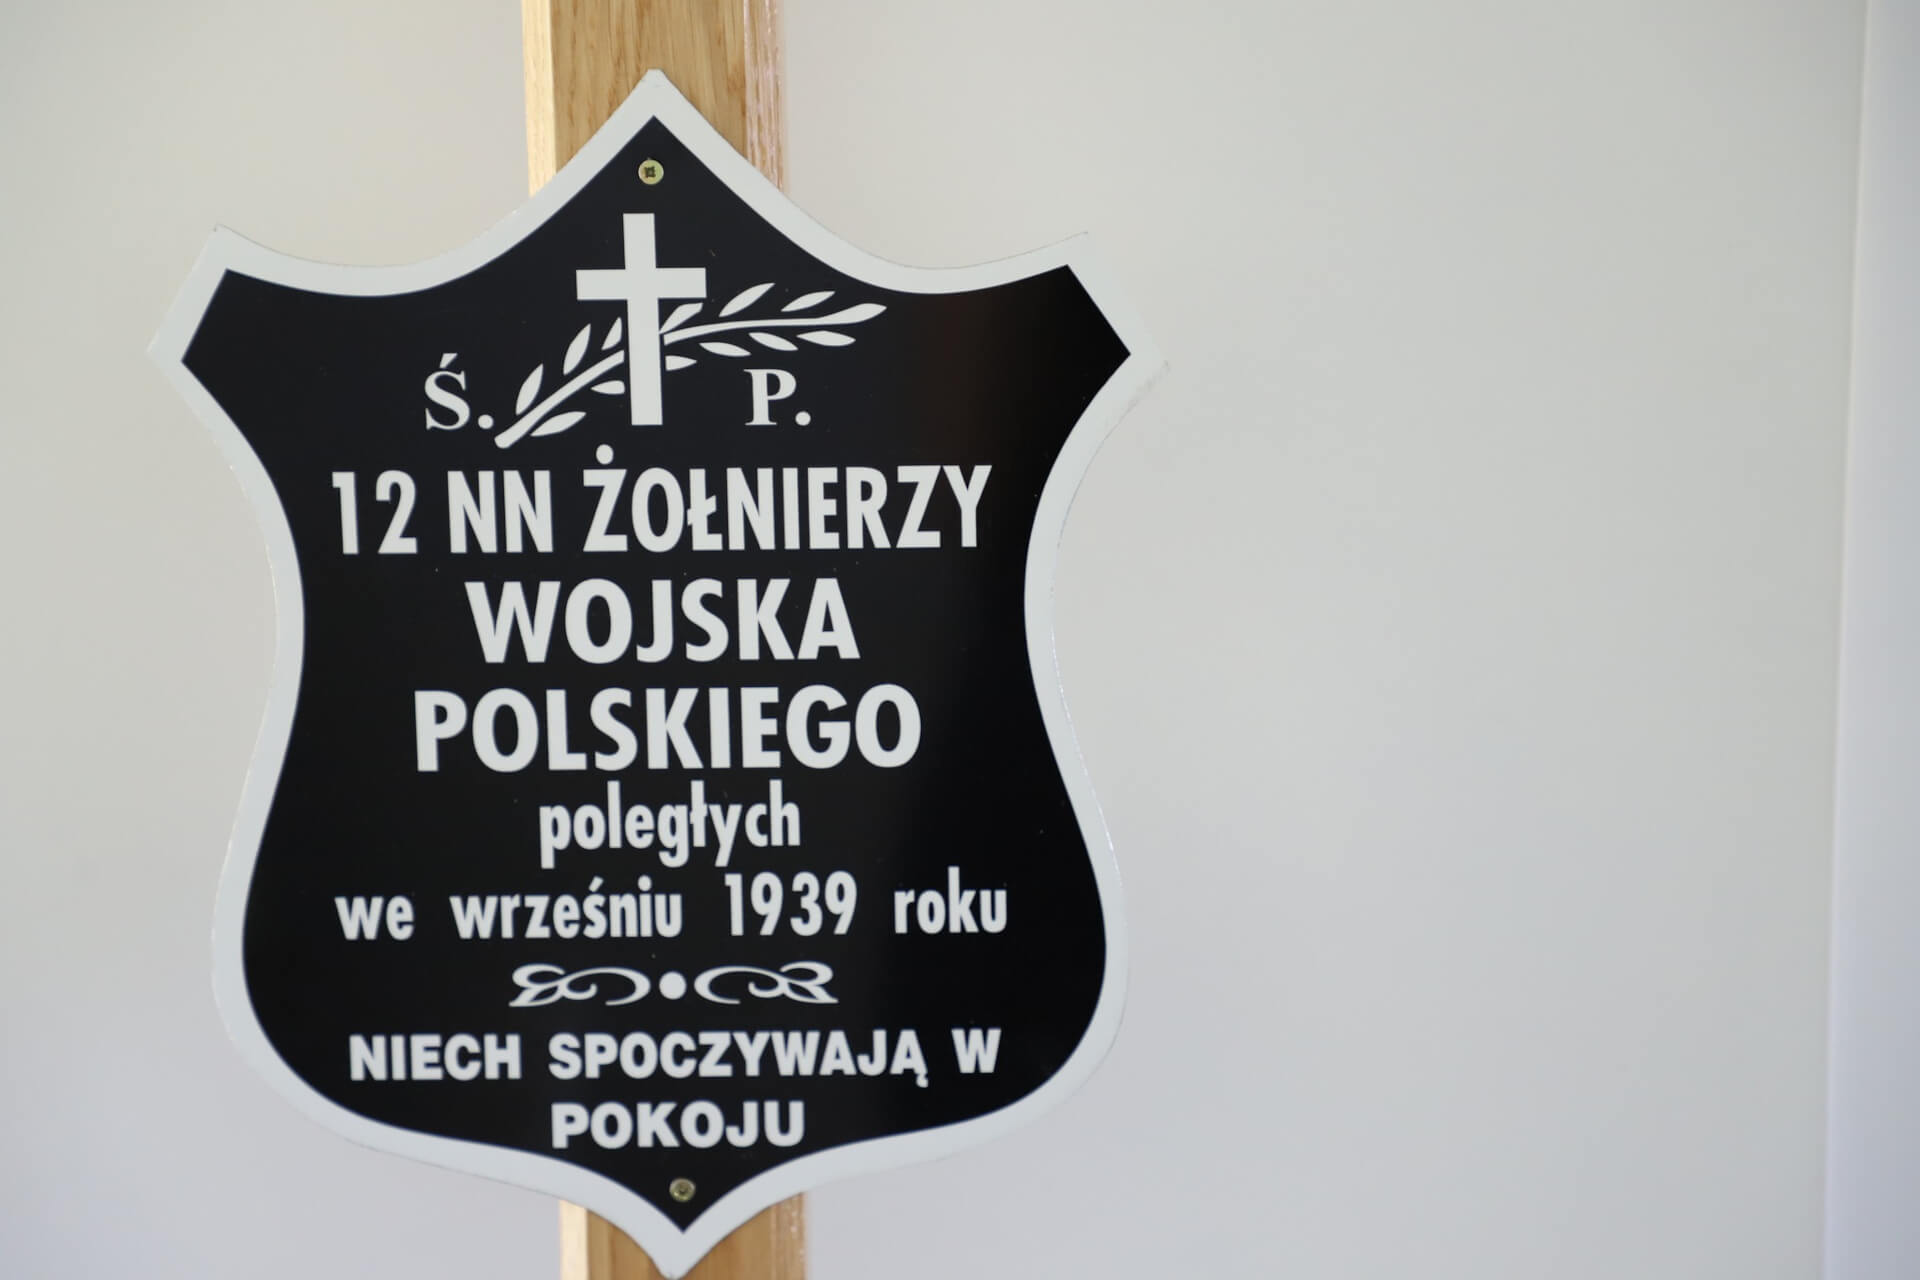 Ś. P.
12 NN ŻOŁNIERZY
WOJSKA
POLSKIEGO
poległych
we wrześniu 1939 roku
NIECH SPOCZYWAJĄ W
POKOJU